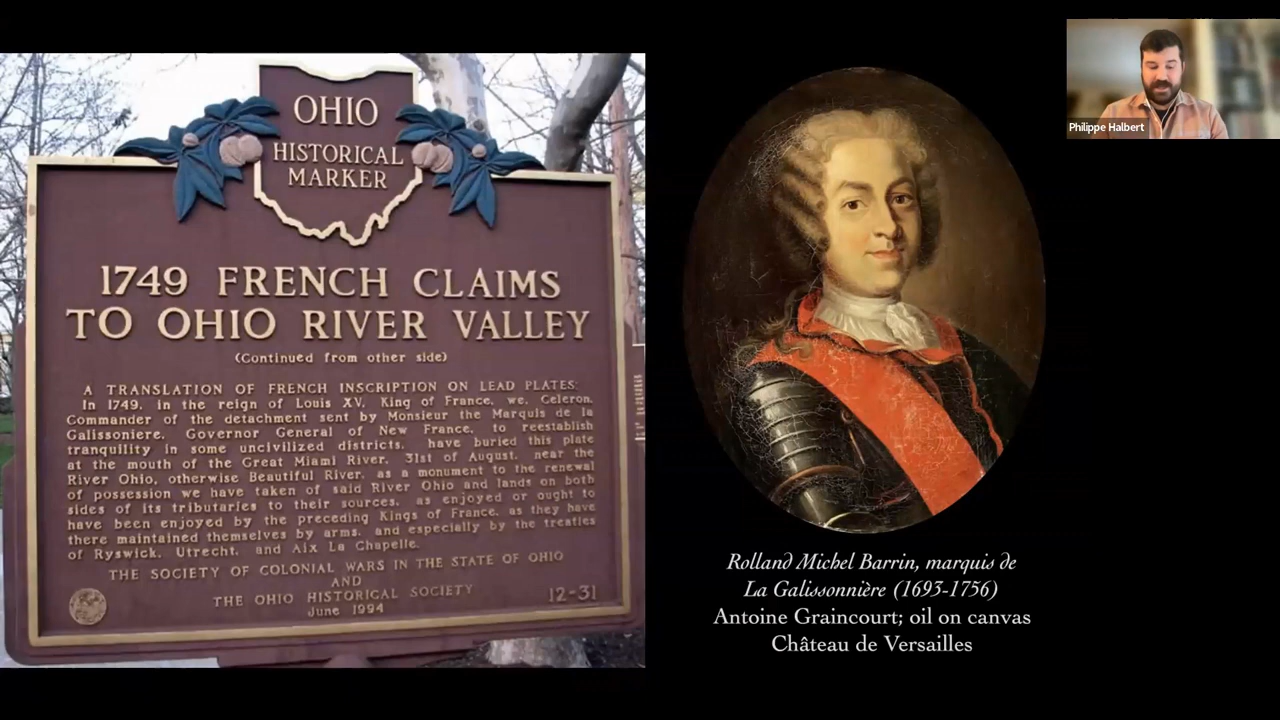 OHIO
HISTORICAL
MARKER
1749 FRENCH CLAIMS
TO OHIO RIVER VALLEY
(Continued from other side)
A TRANSLATION OF FRENCH INSCRIPTION ON LEAD PLATES:
In 1749, in the reign of Louis XV, King of France, we, Celeron,
Commander of the detachment sent by Monsieur the Marquis de la
Galissoniere, Governor General of New France, to reestablish
tranquility in some uncivilized districts, have buried this plate
at the mouth of the Great Miami River, 31st of August, near the
River Ohio, otherwise Beautiful River, as a monument to the renewal
of possession we have taken of said River Ohio and lands on both
sides of its tributaries to their sources, as enjoyed or ought to
have been enjoyed by the preceding Kings of France, as they have
there maintained themselves by arms, and especially by the treaties
of Ryswick, Utrecht, and Aix La Chapelle.
THE SOCIETY OF COLONIAL WARS IN THE STATE OF OHIO
AND
THE OHIO HISTORICAL SOCIETY
June 1994
12-31
Rolland Michel Barrin, marquis de
La Galissonnière (1693-1756)
Antoine Graincourt; oil on canvas
Château de Versailles
Philippe Halbert